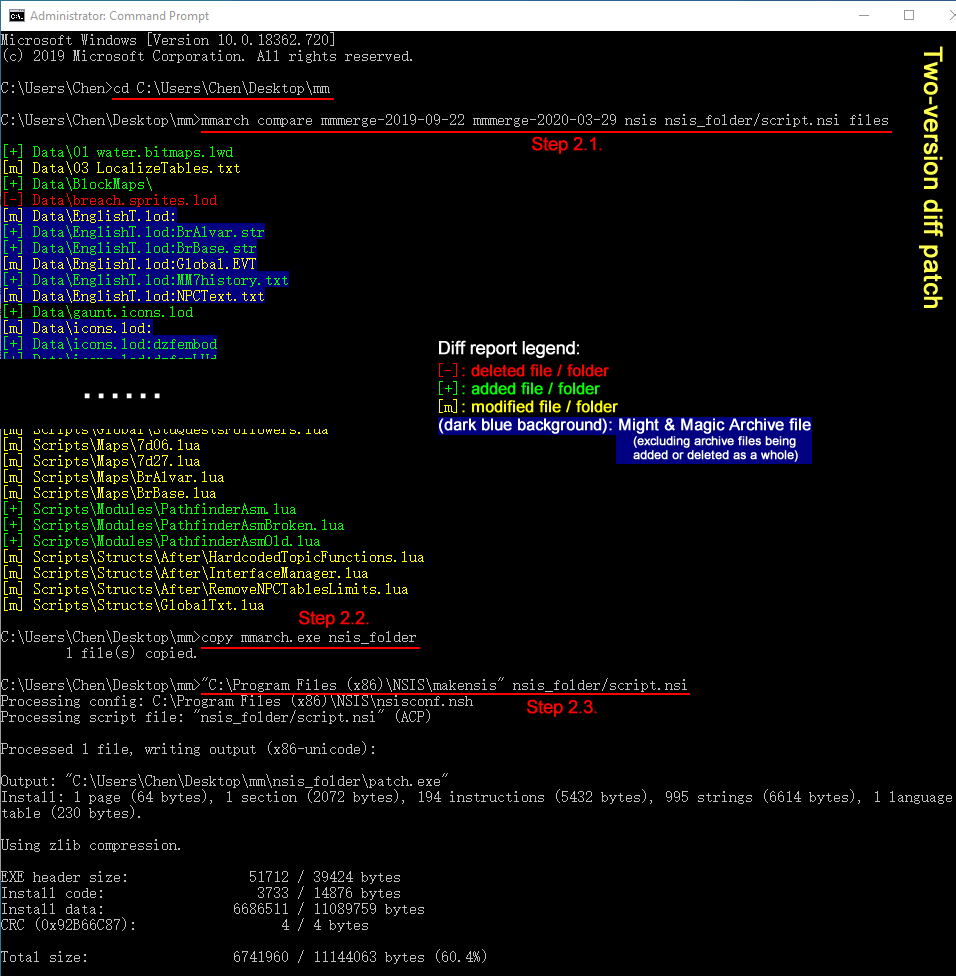 Administrator: Command Prompt
Microsoft Windows [Version 10.0.18362.720]
(c) 2019 Microsoft Corporation. All rights reserved.
C:\Users\Chen>cd C:\Users\Chen\Desktop\mm
C:\Users\Chen\Desktop\mm>mmarch compare mmmerge-2019-09-22 mmmerge-2020-03-29 nsis nsis_folder/script.nsi files
Step 2.1.
Two-version diff patch
[+] Data\01 water.bitmaps.lwd
[m] Data\03 LocalizeTables.txt
[+] Data\BlockMaps\
[-] Data\breach.sprites.lod
[m] Data\EnglishT.lod:
[+] Data\EnglishT.lod:BrAlvar.str
[+] Data\EnglishT.lod:BrBase.str
[m] Data\EnglishT.lod:Global.EVT
[+] Data\EnglishT.lod:MM7history.txt
[m] Data\EnglishT.lod:NPCText.txt
[+] Data\gaunt.icons.lod
[m] Data\icons.lod:
[+] Data\icons.lod:dzfembod
......
Diff report legend:
[-]: deleted file / folder
[+]: added file / folder
[m]: modified file / folder
(dark blue background): Might & Magic Archive file
(excluding archive files being
added or deleted as a whole)
[m] Scripts\Global\StdQuestsFollowers.lua
[m] Scripts\Maps\7d06.lua
[m] Scripts\Maps\7d27.lua
[m] Scripts\Maps\BrAlvar.lua
[m] Scripts\Maps\BrBase.lua
[+] Scripts\Modules\PathfinderAsm.lua
[+] Scripts\Modules\PathfinderAsmBroken.lua
[+] Scripts\Modules\PathfinderAsmOld.lua
[m] Scripts\Structs\After\HardcodedTopicFunctions.lua
[m] Scripts\Structs\After\InterfaceManager.lua
[m] Scripts\Structs\After\RemoveNPCTablesLimits.lua
[m] Scripts\Structs\GlobalTxt.lua
Step 2.2.
C:\Users\Chen\Desktop\mm>copy mmarch.exe nsis_folder
1 file(s) copied.
C:\Users\Chen\Desktop\mm>"C:\Program Files (x86)\NSIS\makensis" nsis_folder/script.nsi
Step 2.3.
Processing config: C:\Program Files (x86)\NSIS\nsisconf.nsh
Processing script file: "nsis_folder/script.nsi" (ACP)
Processed 1 file, writing output (x86-unicode):
Output: "C:\Users\Chen\Desktop\mm\nsis_folder\patch.exe"
Install: 1 page (64 bytes), 1 section (2072 bytes), 194 instructions (5432 bytes), 995 strings (6614 bytes), 1 language
table (230 bytes).
Using zlib compression.
EXE header size: 51712 / 39424 bytes
Install code: 3733 / 14876 bytes
Install data: 6686511 / 11089759 bytes
CRC (0x92B66C87): 4 / 4 bytes
Total size: 6741960 / 11144063 bytes (60.4%)